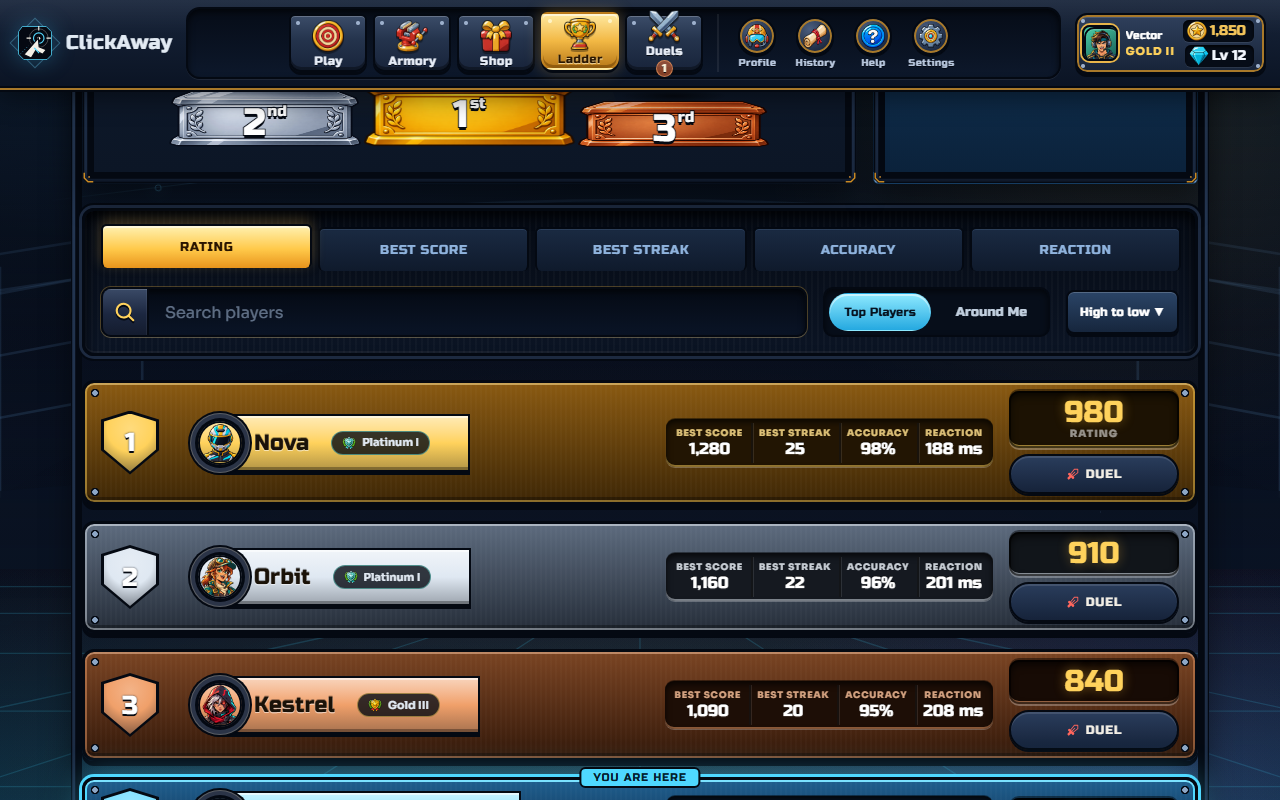 ClickAway
Play
Armory
Shop
Ladder
Duels
1
Profile
History
Help
Settings
Vector
GOLD II
1,850
Lv 12
2nd
1st
3rd
RATING
BEST SCORE
BEST STREAK
ACCURACY
REACTION
Search players
Top Players
Around Me
High to low ▼
1
Nova
Platinum I
BEST SCORE
1,280
BEST STREAK
25
ACCURACY
98%
REACTION
188 ms
980
RATING
DUEL
2
Orbit
Platinum I
BEST SCORE
1,160
BEST STREAK
22
ACCURACY
96%
REACTION
201 ms
910
DUEL
3
Kestrel
Gold III
BEST SCORE
1,090
BEST STREAK
20
ACCURACY
95%
REACTION
208 ms
840
DUEL
YOU ARE HERE